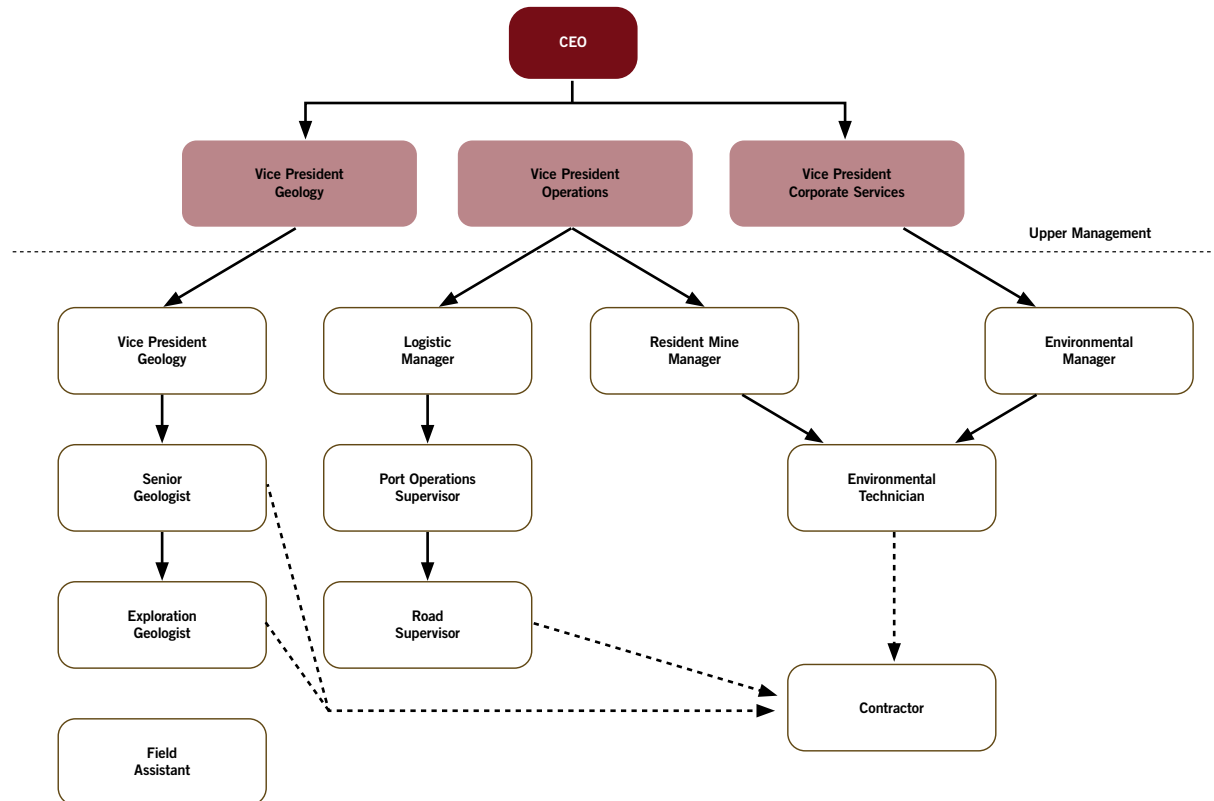 CEO
Vice President
Geology
Vice President
Operations
Vice President
Corporate Services
Upper Management
Vice President
Geology
Logistic
Manager
Resident Mine
Manager
Environmental
Manager
Senior
Geologist
Port Operations
Supervisor
Environmental
Technician
Exploration
Geologist
Road
Supervisor
Contractor
Field
Assistant